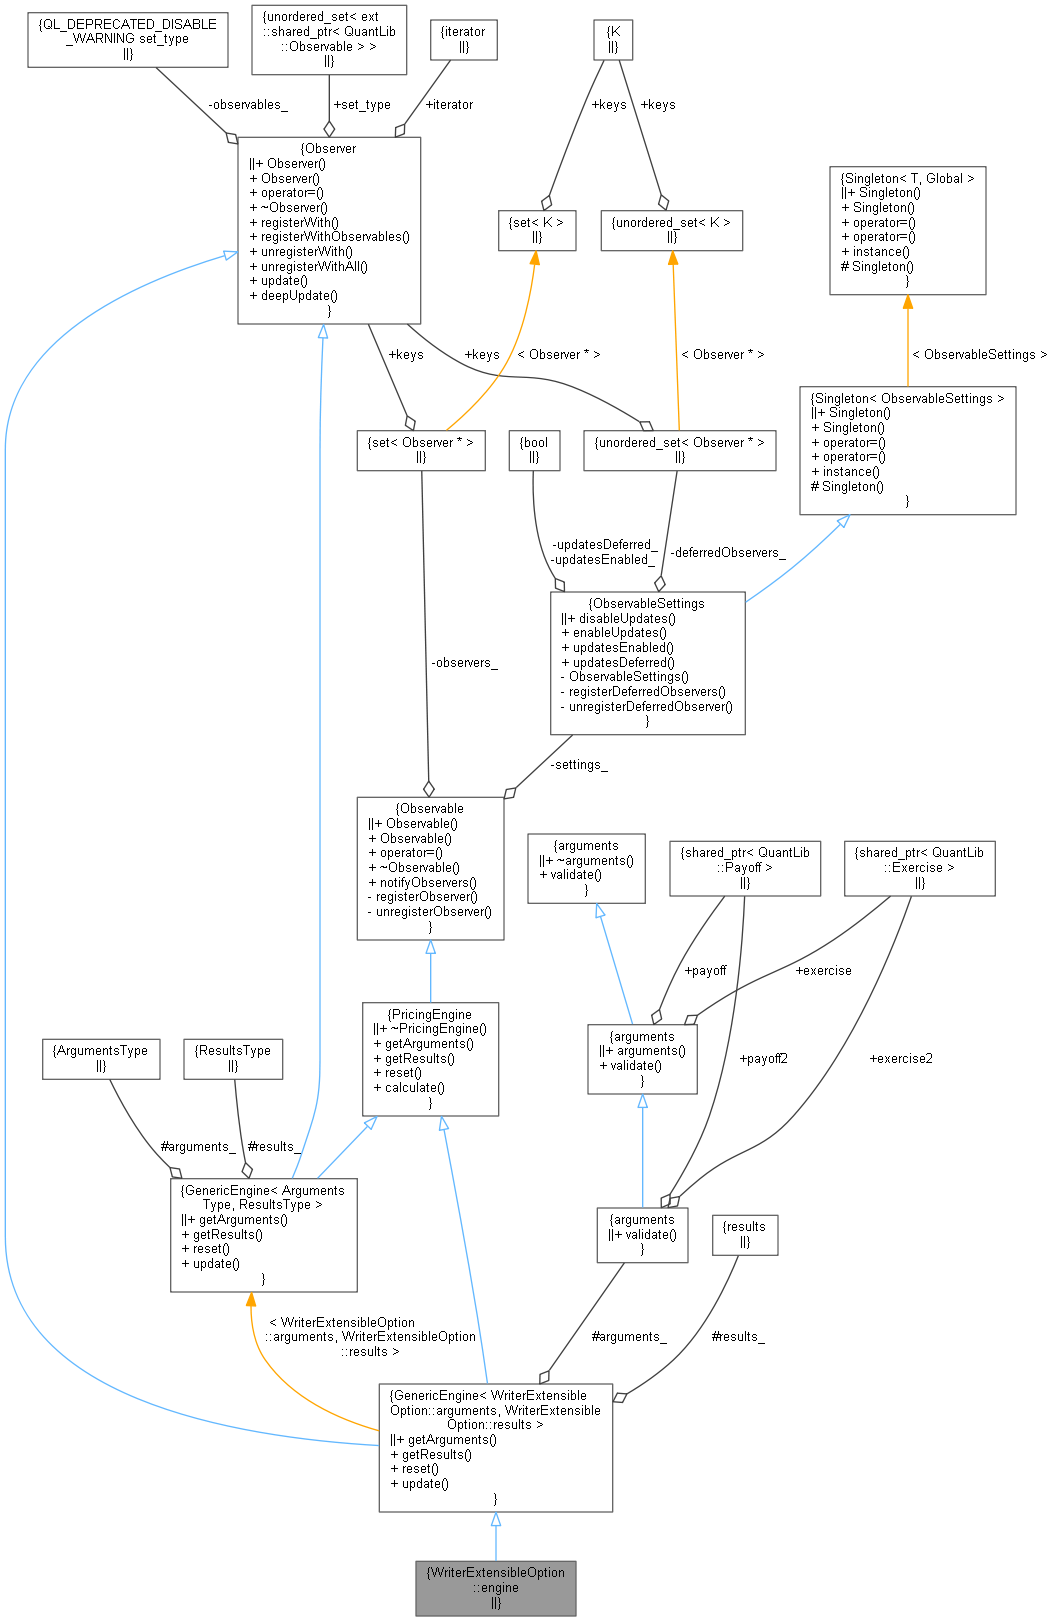 {QL_DEPRECATED_DISABLE
_WARNING set_type
||}
{unordered_set< ext
::shared_ptr< QuantLib
::Observable > >
||}
{iterator
||}
{K
||}
-observables_
+set_type
+iterator
+keys
+keys
{Observer
||+ Observer()
+ Observer()
+ operator=()
+ ~Observer()
+ registerWith()
+ registerWithObservables()
+ unregisterWith()
+ unregisterWithAll()
+ update()
+ deepUpdate()
}
{set< K >
||}
{unordered_set< K >
||}
{Singleton< T, Global >
||+ Singleton()
+ Singleton()
+ operator=()
+ operator=()
+ instance()
# Singleton()
}
+keys
+keys
< Observer * >
< Observer * >
< ObservableSettings >
{set< Observer * >
||}
{bool
||}
{unordered_set< Observer * >
||}
{Singleton< ObservableSettings >
||+ Singleton()
+ Singleton()
+ operator=()
+ operator=()
+ instance()
# Singleton()
}
-updatesDeferred_
-updatesEnabled_
-deferredObservers_
{ObservableSettings
||+ disableUpdates()
+ enableUpdates()
+ updatesEnabled()
+ updatesDeferred()
- ObservableSettings()
- registerDeferredObservers()
- unregisterDeferredObserver()
}
-observers_
-settings_
{Observable
||+ Observable()
+ Observable()
+ operator=()
+ ~Observable()
+ notifyObservers()
- registerObserver()
- unregisterObserver()
}
{arguments
||+ ~arguments()
+ validate()
}
{shared_ptr< QuantLib
::Payoff >
||}
{shared_ptr< QuantLib
::Exercise >
||}
+payoff
+exercise
{PricingEngine
||+ ~PricingEngine()
+ getArguments()
+ getResults()
+ reset()
+ calculate()
}
{arguments
||+ arguments()
+ validate()
}
+payoff2
+exercise2
{ArgumentsType
||}
{ResultsType
||}
#arguments_
#results_
{GenericEngine< Arguments
Type, ResultsType >
||+ getArguments()
+ getResults()
+ reset()
+ update()
}
{arguments
||+ validate()
}
{results
||}
< WriterExtensibleOption
::arguments, WriterExtensibleOption
::results >
#arguments_
#results_
{GenericEngine< WriterExtensible
Option::arguments, WriterExtensible
Option::results >
||+ getArguments()
+ getResults()
+ reset()
+ update()
}
{WriterExtensibleOption
::engine
||}